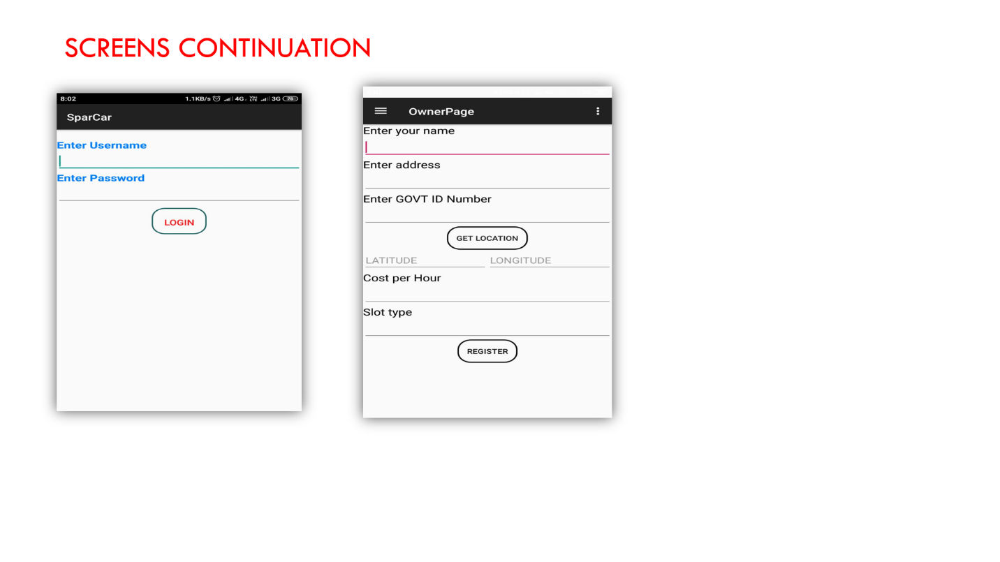 SCREENS CONTINUATION
8:02 1.1KB/s 4G VoLTE 3G 78
SparCar
Enter Username
Enter Password
LOGIN
OwnerPage
Enter your name
Enter address
Enter GOVT ID Number
GET LOCATION
LATITUDE LONGITUDE
Cost per Hour
Slot type
REGISTER